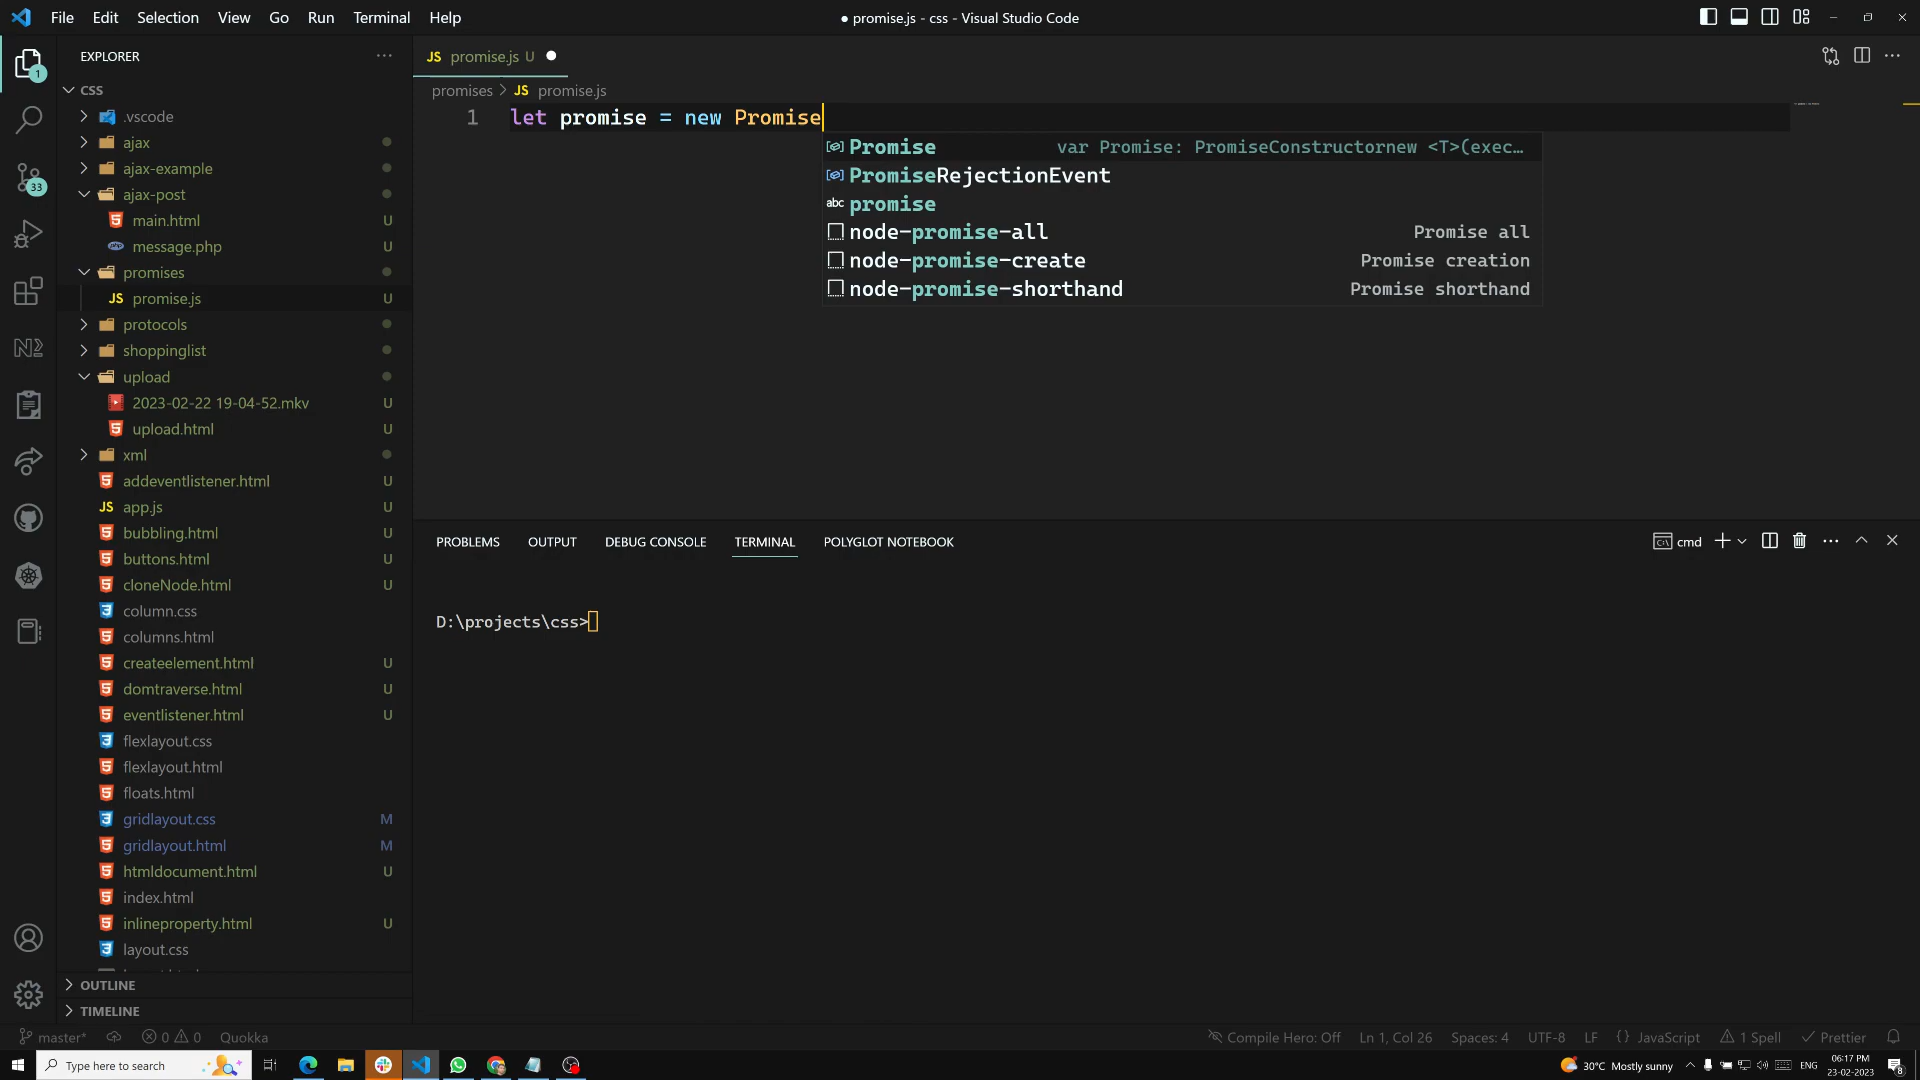 File Edit Selection View Go Run Terminal Help
● promise.js - css - Visual Studio Code
EXPLORER
JS promise.js U
1
33
CSS
.vscode
ajax
ajax-example
ajax-post
main.html U
message.php U
promises
JS promise.js U
protocols
shoppinglist
upload
2023-02-22 19-04-52.mkv U
upload.html U
xml
addeventlistener.html U
JS app.js U
bubbling.html U
buttons.html U
cloneNode.html U
column.css
columns.html
createelement.html U
domtraverse.html U
eventlistener.html U
flexlayout.css
flexlayout.html
floats.html
gridlayout.css M
gridlayout.html M
htmldocument.html U
index.html
inlineproperty.html U
layout.css
OUTLINE
TIMELINE
promises > JS promise.js
1 let promise = new Promise
Promise var Promise: PromiseConstructornew <T>(exec…
PromiseRejectionEvent
abc promise
node-promise-all Promise all
node-promise-create Promise creation
node-promise-shorthand Promise shorthand
PROBLEMS OUTPUT DEBUG CONSOLE TERMINAL POLYGLOT NOTEBOOK
cmd
D:\projects\css>
master* 0 0 Quokka
Compile Hero: Off Ln 1, Col 26 Spaces: 4 UTF-8 LF {} JavaScript 1 Spell Prettier
Type here to search
30°C Mostly sunny
ENG
06:17 PM
23-02-2023
8